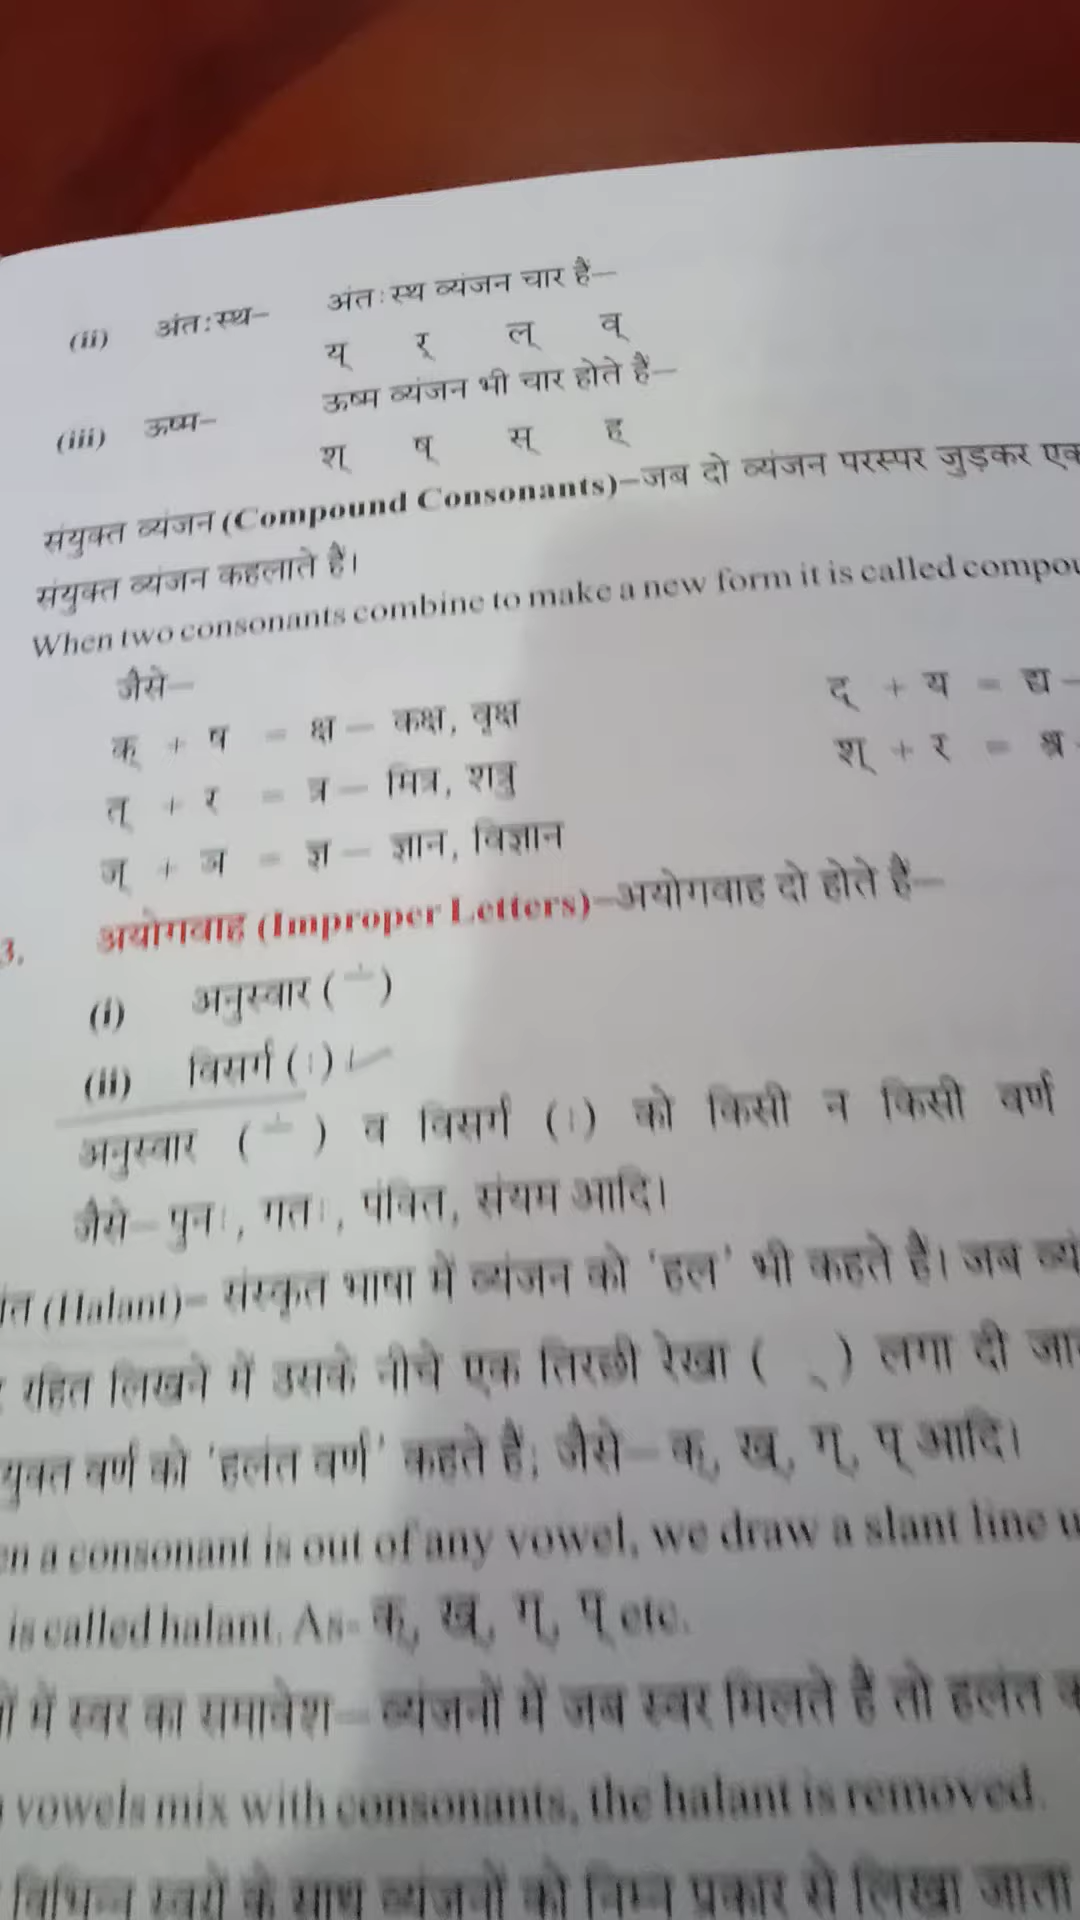 (ii) अंतःस्थ– अंतःस्थ व्यंजन चार हैं–
य् र् ल् व्
(iii) ऊष्म– ऊष्म व्यंजन भी चार होते हैं–
श् ष् स् ह्
संयुक्त व्यंजन (Compound Consonants)–जब दो व्यंजन परस्पर जुड़कर एक
संयुक्त व्यंजन कहलाते हैं।
When two consonants combine to make a new form it is called compou
जैसे–
क् + ष = क्ष – कक्ष, वृक्ष द् + य = द्य –
त् + र = त्र – मित्र, शत्रु श् + र = श्र -
ज् + ञ = ज्ञ – ज्ञान, विज्ञान
3. अयोगवाह (Improper Letters)–अयोगवाह दो होते हैं–
(i) अनुस्वार ( ∸ )
(ii) विसर्ग (:)।
अनुस्वार ( ∸ ) व विसर्ग (:) को किसी न किसी वर्ण
जैसे– पुनः, गतः, पंक्ति, संयम आदि।
ंत (Halant)– संस्कृत भाषा में व्यंजन को 'हल' भी कहते हैं। जब व्यं
र रहित लिखने में उसके नीचे एक तिरछी रेखा ( ् ) लगा दी जा
युक्त वर्ण को 'हलंत वर्ण' कहते हैं; जैसे– क्, ख्, ग्, प् आदि।
en a consonant is out of any vowel, we draw a slant line u
is called halant. As- क्, ख्, ग्, प् etc.
ों में स्वर का समावेश– व्यंजनों में जब स्वर मिलते हैं तो हलंत क
vowels mix with consonants, the halant is removed.
विभिन्न स्वरों के साथ व्यंजनों को निम्न प्रकार से लिखा जाता